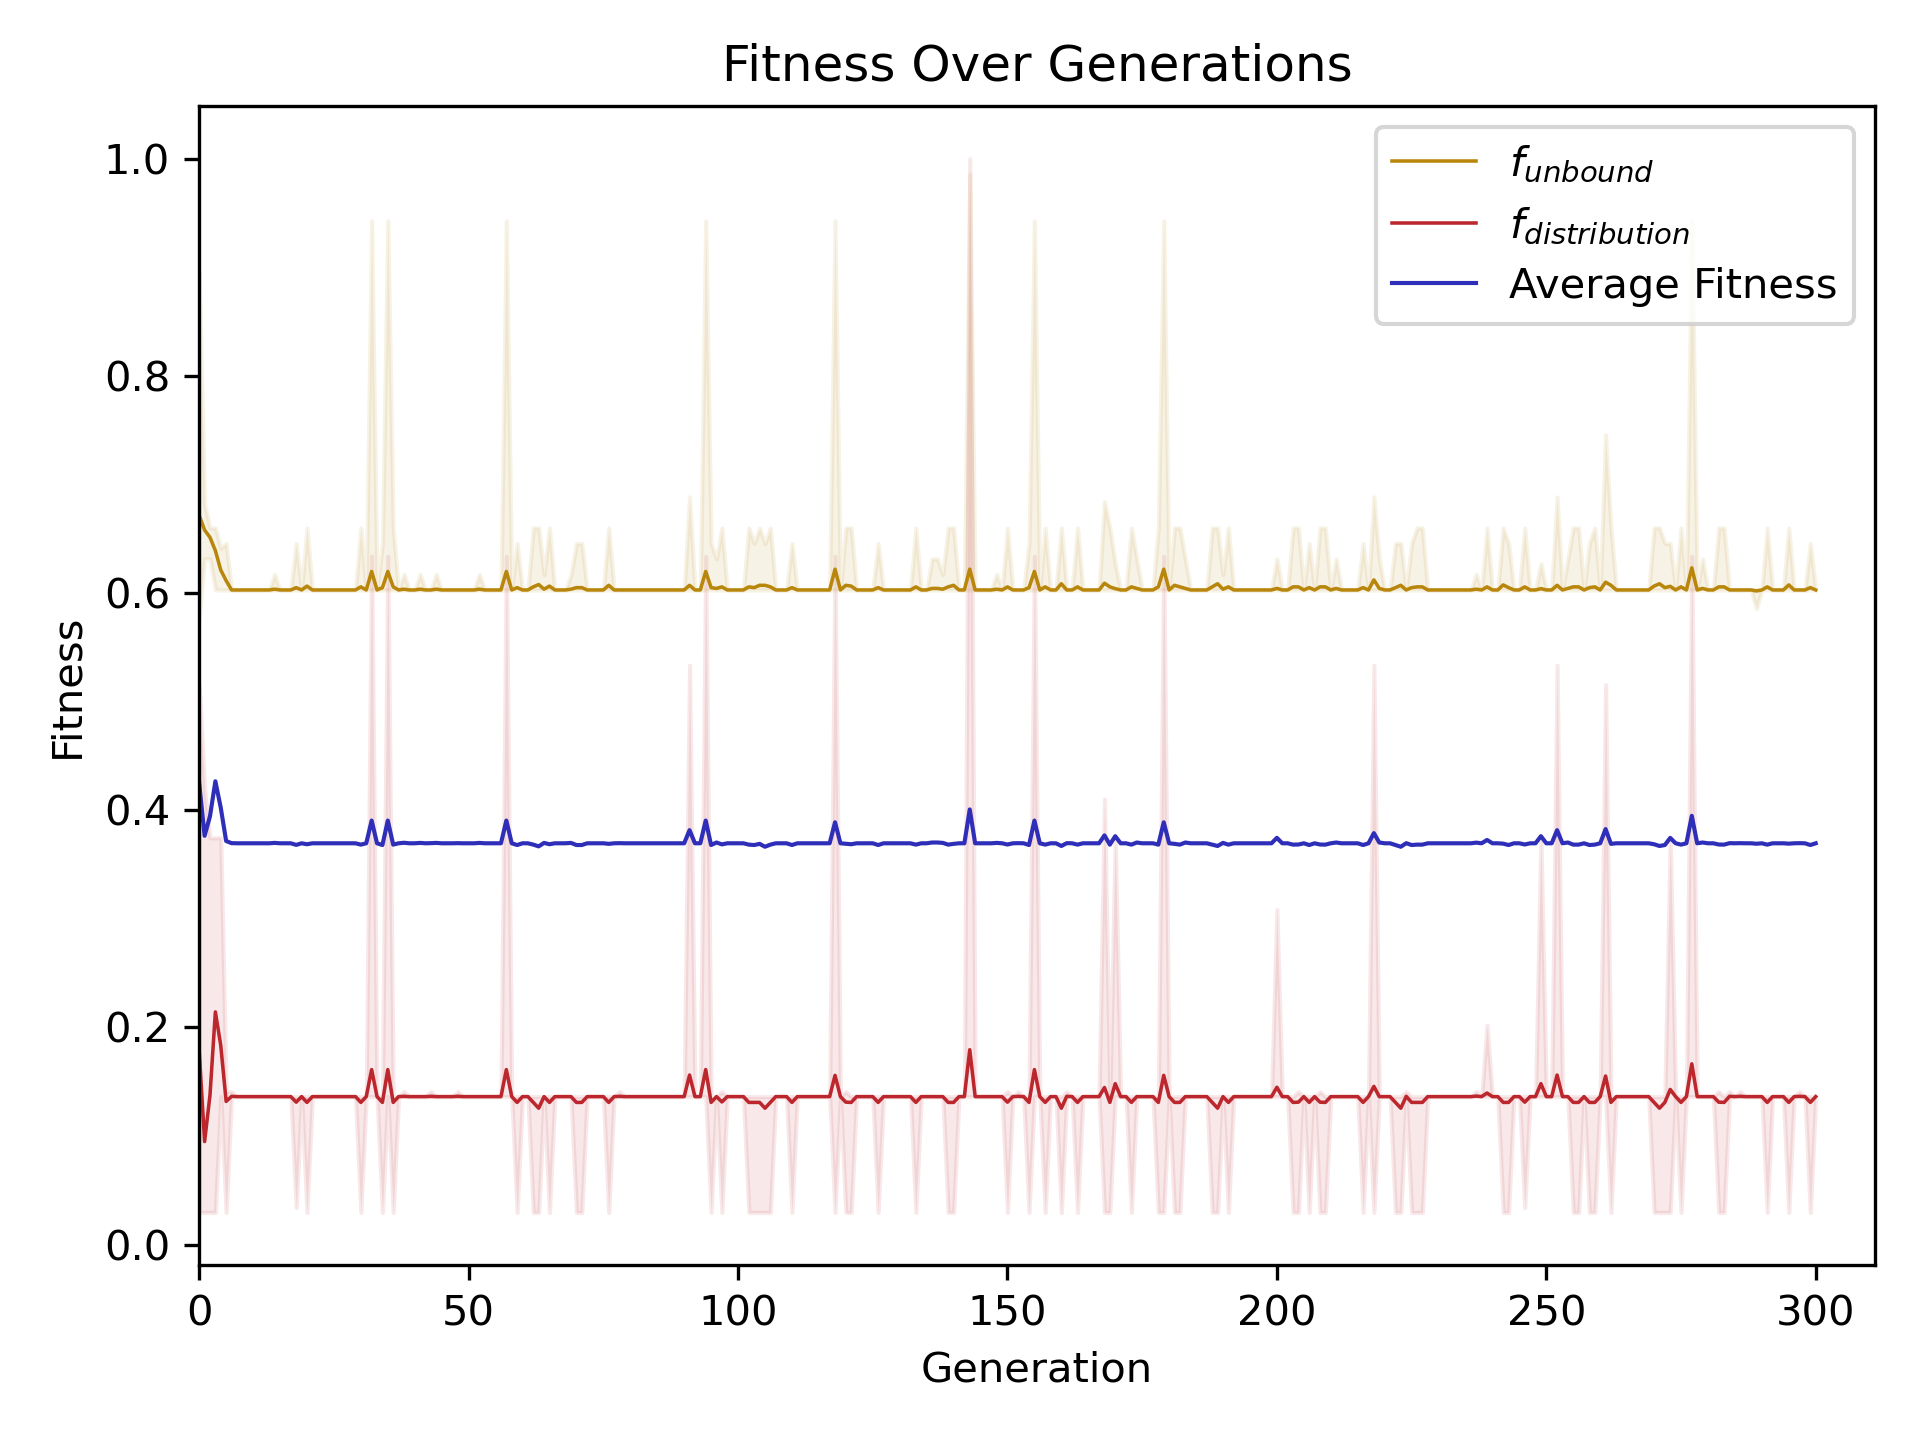 Fitness Over Generations
1.0
0.8
0.6
0.4
0.2
0.0
Fitness
f_unbound
f_distribution
Average Fitness
0 50 100 150 200 250 300
Generation